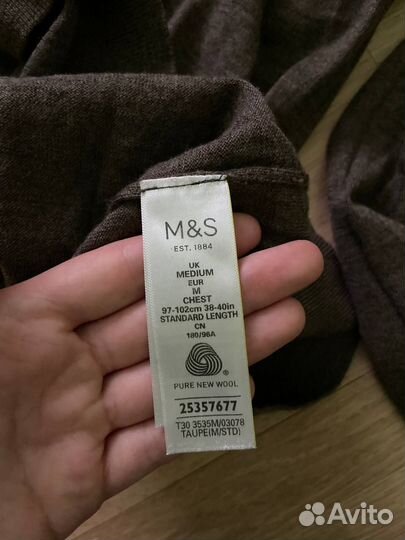 M&S
EST. 1884
UK
MEDIUM
EUR
M
CHEST
97-102cm 38-40in
STANDARD LENGTH
CN
180/96A
®
PURE NEW WOOL
25357677
T30 3535M/03078
TAUPE(M/STD)
Avito